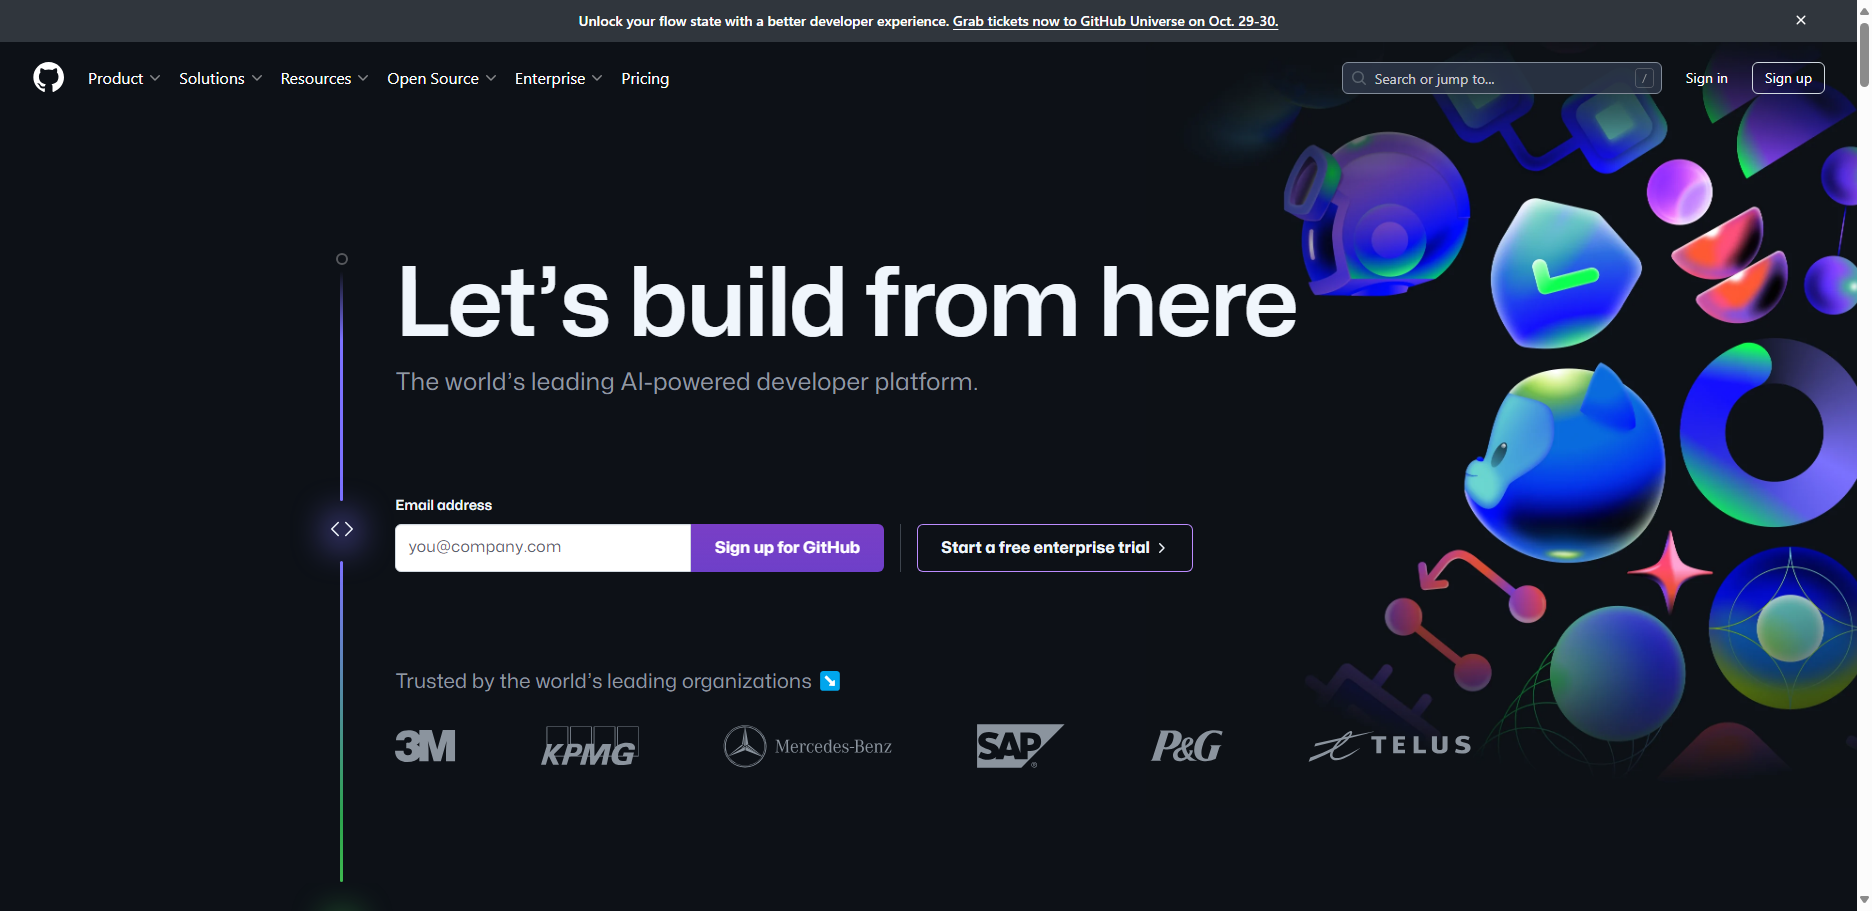 Unlock your flow state with a better developer experience. Grab tickets now to GitHub Universe on Oct. 29-30.
Product Solutions Resources Open Source Enterprise Pricing Search or jump to... / Sign in Sign up
Let’s build from here
The world’s leading AI-powered developer platform.
Email address
you@company.com Sign up for GitHub Start a free enterprise trial
Trusted by the world’s leading organizations
3M KPMG Mercedes-Benz SAP® P&G TELUS